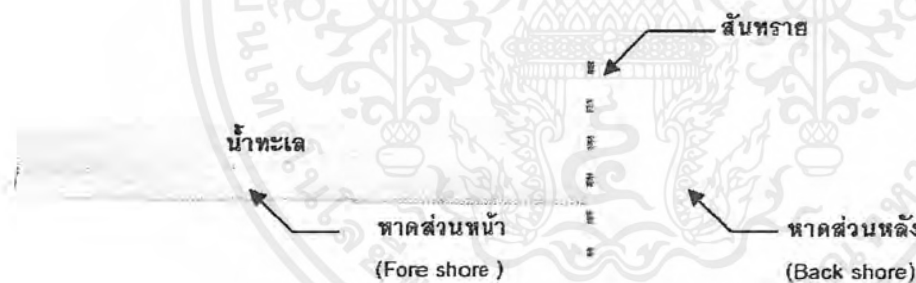 สันทราย
น้ำทะเล
หาดส่วนหน้า
(Fore shore )
หาดส่วนหลัง
(Back shore)